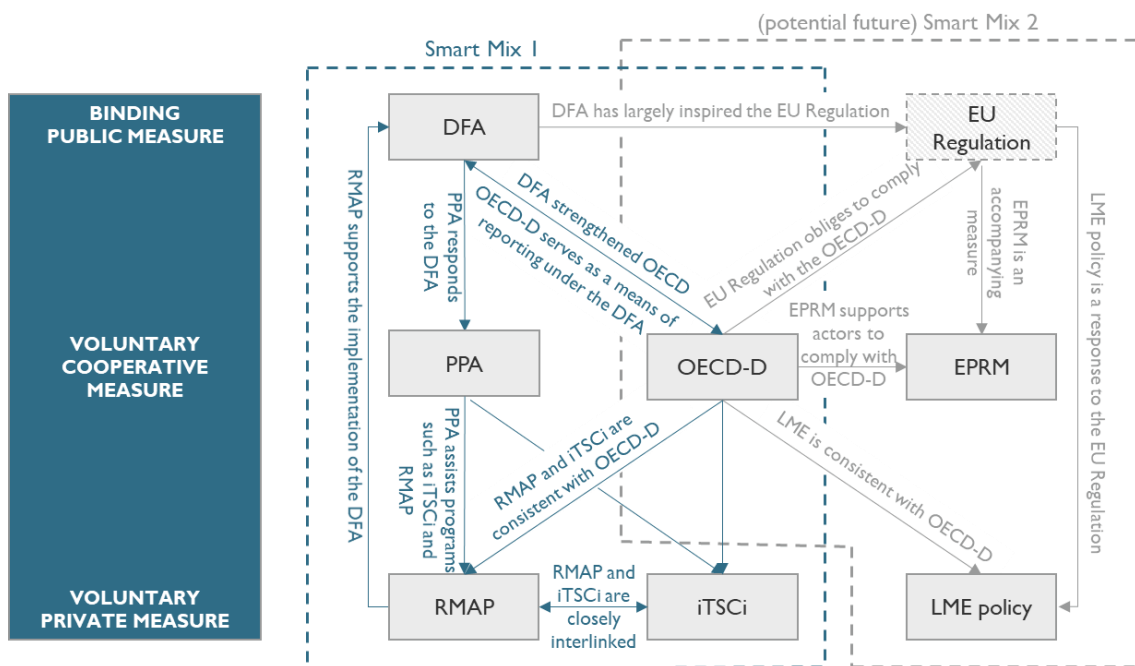 (potential future) Smart Mix 2
Smart Mix 1
BINDING
PUBLIC MEASURE
DFA
DFA has largely inspired the EU Regulation
EU
Regulation
RMAP supports the implementation of the DFA
PPA responds
to the DFA
DFA strengthened OECD
OECD-D serves as a means of
reporting under the DFA
EU Regulation obliges to comply
with the OECD-D
EPRM is an
accompanying
measure
LME policy is a response to the EU Regulation
VOLUNTARY
COOPERATIVE
MEASURE
PPA
OECD-D
EPRM supports
actors to
comply with
OECD-D
EPRM
PPA assists programs
such as iTSCi and
RMAP
RMAP and iTSCi are
consistent with OECD-D
LME is consistent with OECD-D
VOLUNTARY
PRIVATE MEASURE
RMAP
RMAP and
iTSCi are
closely
interlinked
iTSCi
LME policy